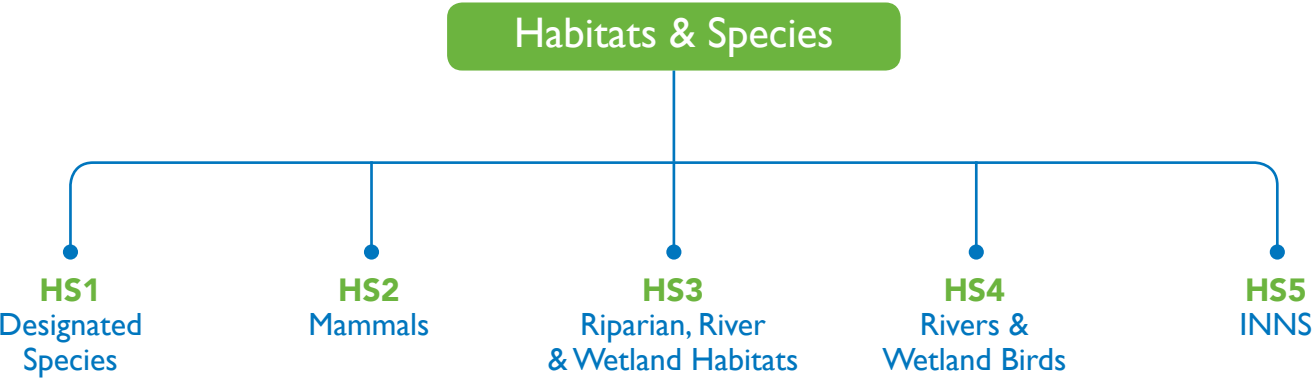 Habitats & Species
HS1
Designated
Species
HS2
Mammals
HS3
Riparian, River
& Wetland Habitats
HS4
Rivers &
Wetland Birds
HS5
INNS